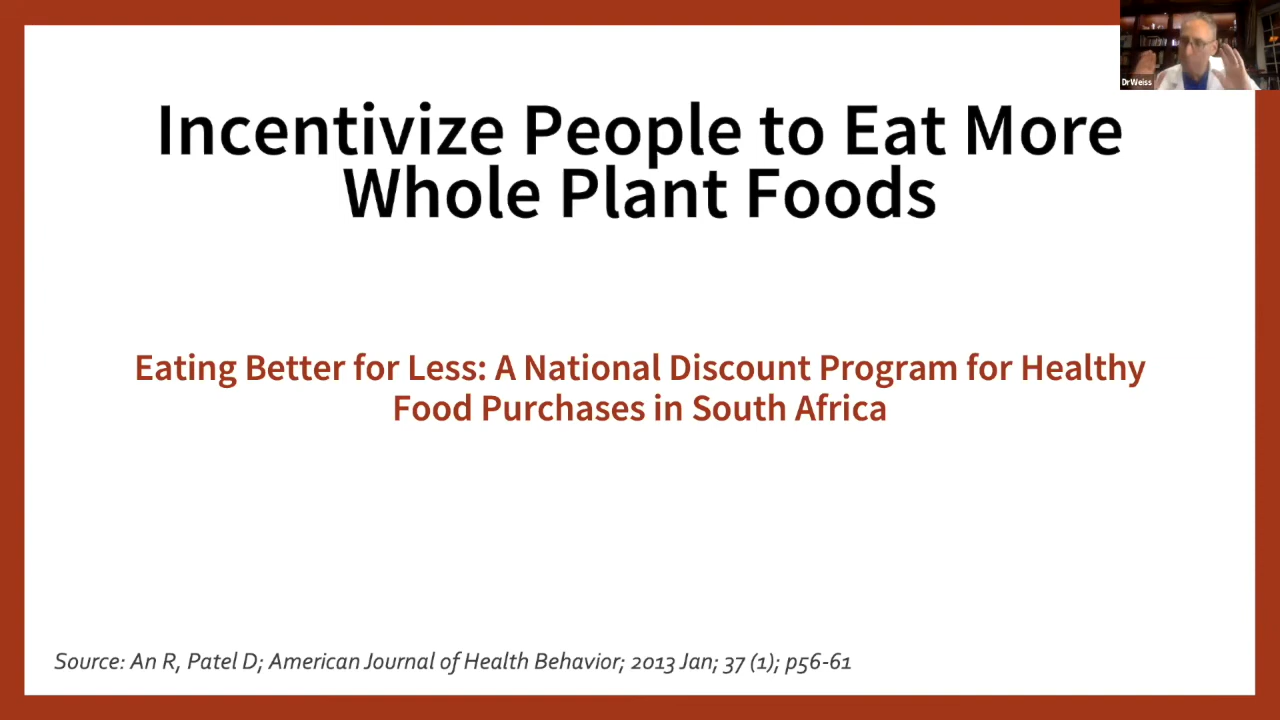 DrWeiss
Incentivize People to Eat More
Whole Plant Foods
Eating Better for Less: A National Discount Program for Healthy
Food Purchases in South Africa
Source: An R, Patel D; American Journal of Health Behavior; 2013 Jan; 37 (1); p56-61